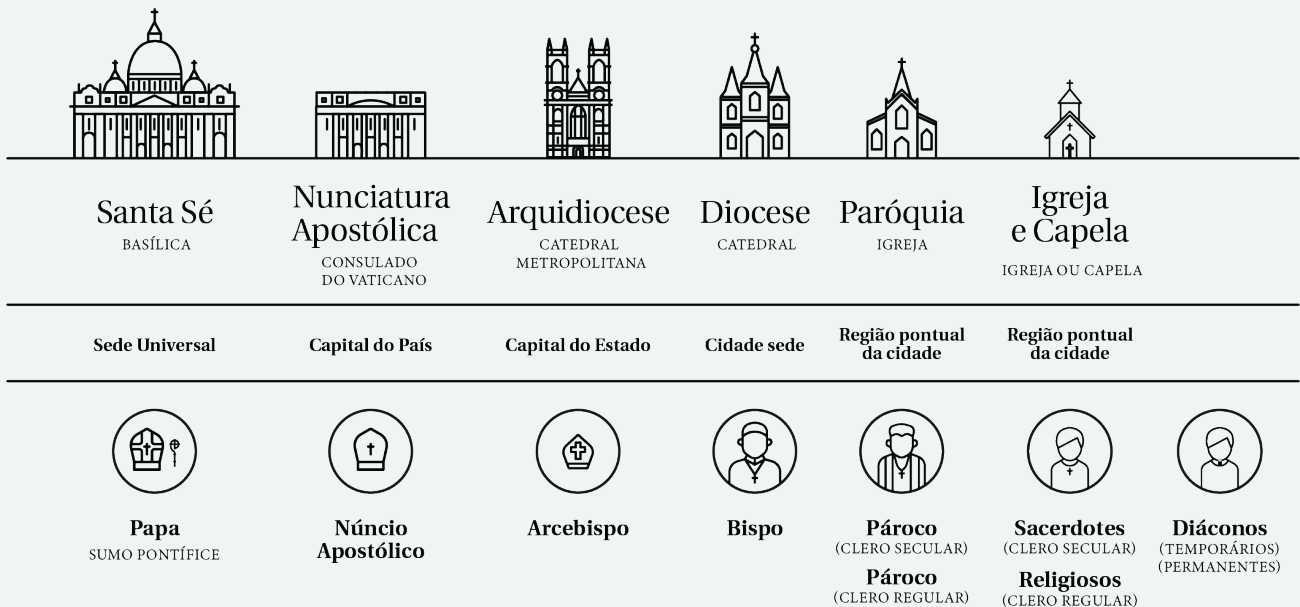 Santa Sé
BASÍLICA
Nunciatura
Apostólica
CONSULADO
DO VATICANO
Arquidiocese
CATEDRAL
METROPOLITANA
Diocese
CATEDRAL
Paróquia
IGREJA
Igreja
e Capela
IGREJA OU CAPELA
Sede Universal
Capital do País
Capital do Estado
Cidade sede
Região pontual
da cidade
Região pontual
da cidade
Papa
SUMO PONTÍFICE
Núncio
Apostólico
Arcebispo
Bispo
Pároco
(CLERO SECULAR)
Pároco
(CLERO REGULAR)
Sacerdotes
(CLERO SECULAR)
Religiosos
(CLERO REGULAR)
Diáconos
(TEMPORÁRIOS)
(PERMANENTES)